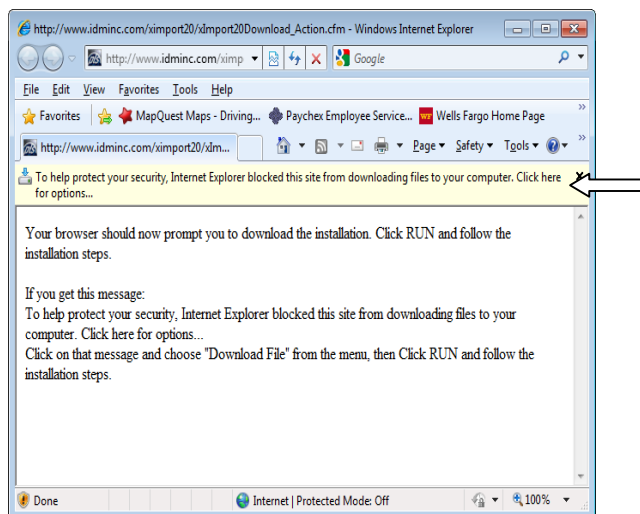 http://www.idminc.com/ximport20/xImport20Download_Action.cfm - Windows Internet Explorer
http://www.idminc.com/ximp
Google
File Edit View Favorites Tools Help
Favorites MapQuest Maps - Driving... Paychex Employee Service... WF Wells Fargo Home Page »
http://www.idminc.com/ximport20/xIm... Page Safety Tools »
To help protect your security, Internet Explorer blocked this site from downloading files to your computer. Click here
for options...
Your browser should now prompt you to download the installation. Click RUN and follow the
installation steps.
If you get this message:
To help protect your security, Internet Explorer blocked this site from downloading files to your
computer. Click here for options...
Click on that message and choose "Download File" from the menu, then Click RUN and follow the
installation steps.
Done Internet | Protected Mode: Off 100%